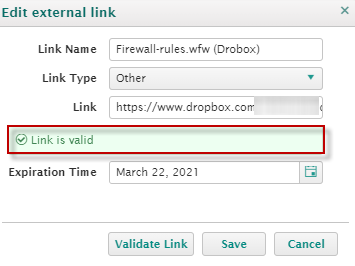 Edit external link
Link Name Firewall-rules.wfw (Drobox)
Link Type Other
Link https://www.dropbox.com
Link is valid
Expiration Time March 22, 2021
Validate Link Save Cancel